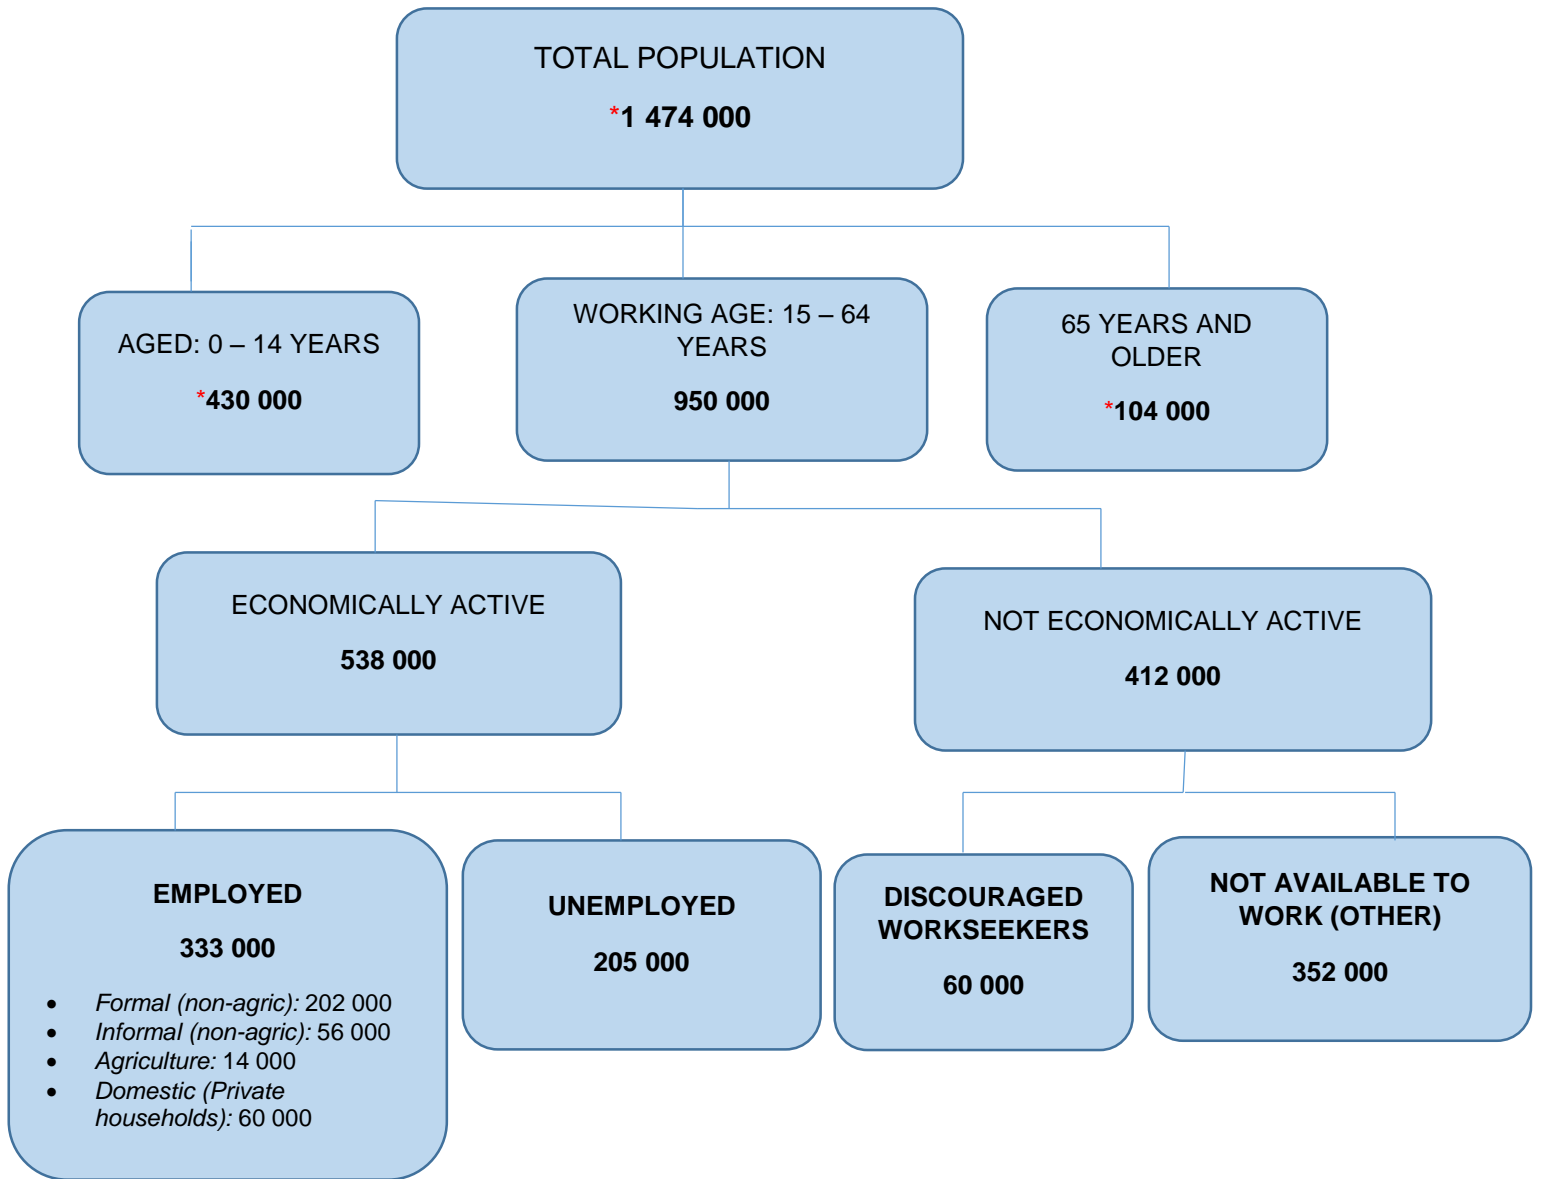 TOTAL POPULATION
*1 474 000
AGED: 0 – 14 YEARS
*430 000
WORKING AGE: 15 – 64
YEARS
950 000
65 YEARS AND
OLDER
*104 000
ECONOMICALLY ACTIVE
538 000
NOT ECONOMICALLY ACTIVE
412 000
EMPLOYED
333 000
• Formal (non-agric): 202 000
• Informal (non-agric): 56 000
• Agriculture: 14 000
• Domestic (Private
households): 60 000
UNEMPLOYED
205 000
DISCOURAGED
WORKSEEKERS
60 000
NOT AVAILABLE TO
WORK (OTHER)
352 000